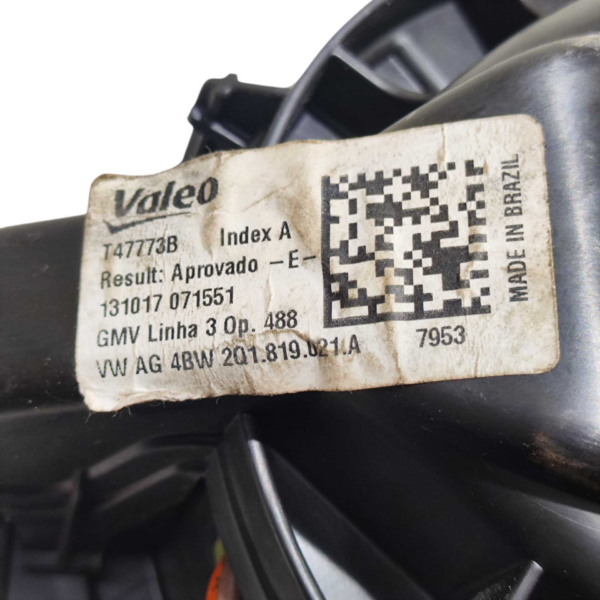 Valeo
T47773B Index A
Result: Aprovado -E-
131017 071551
GMV Linha 3 Op. 488
VW AG 4BW 2Q1.819.021.A
7953
MADE IN BRAZIL